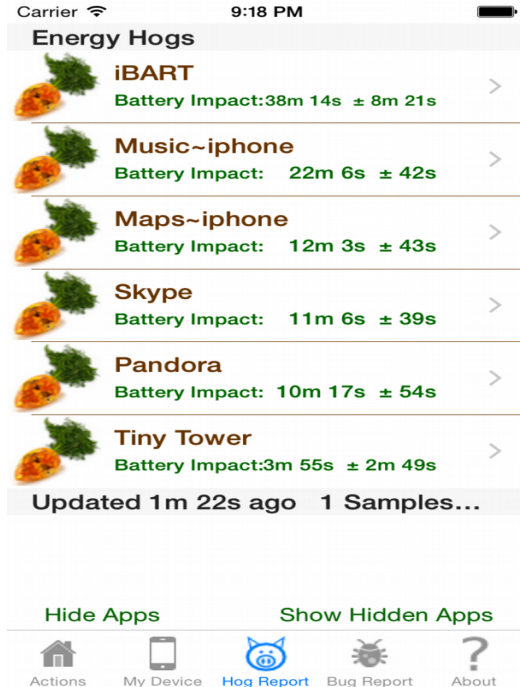 Carrier 9:18 PM
Energy Hogs
iBART
Battery Impact:38m 14s ± 8m 21s
Music~iphone
Battery Impact: 22m 6s ± 42s
Maps~iphone
Battery Impact: 12m 3s ± 43s
Skype
Battery Impact: 11m 6s ± 39s
Pandora
Battery Impact: 10m 17s ± 54s
Tiny Tower
Battery Impact:3m 55s ± 2m 49s
Updated 1m 22s ago 1 Samples...
Hide Apps Show Hidden Apps
Actions My Device Hog Report Bug Report About